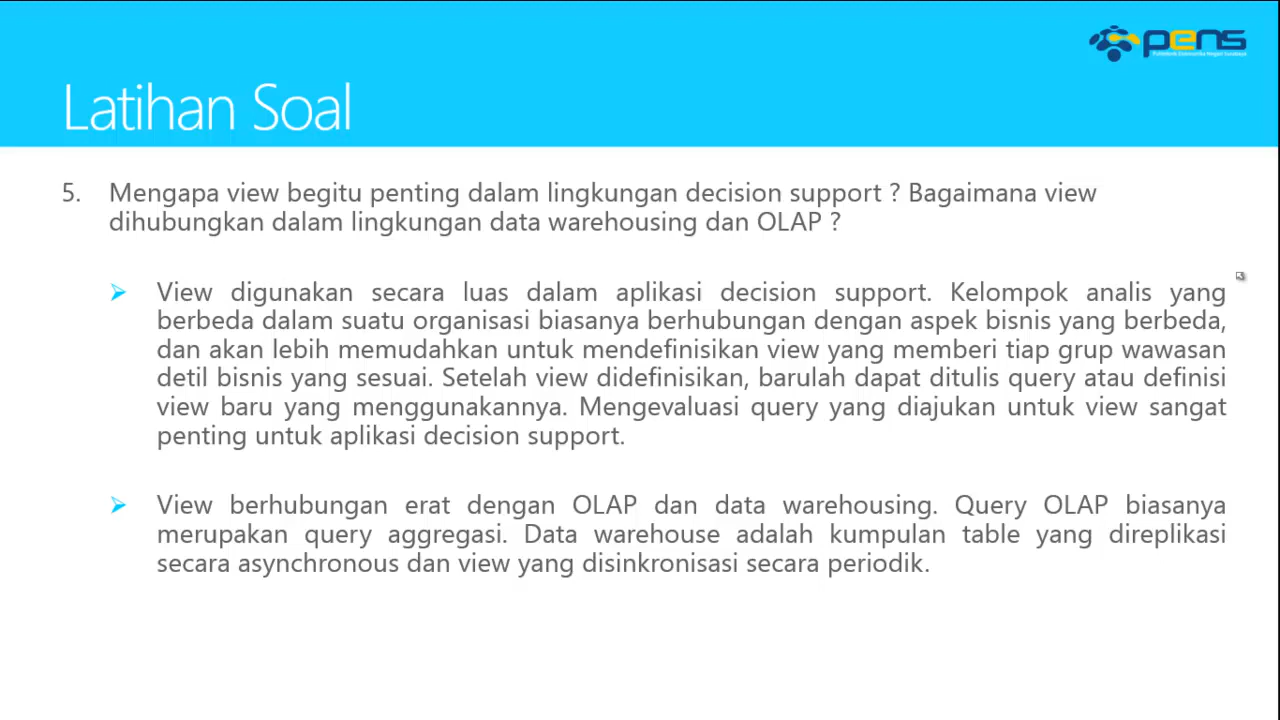 pens
Politeknik Elektronika Negeri Surabaya
Latihan Soal
5. Mengapa view begitu penting dalam lingkungan decision support ? Bagaimana view
dihubungkan dalam lingkungan data warehousing dan OLAP ?
➢ View digunakan secara luas dalam aplikasi decision support. Kelompok analis yang
berbeda dalam suatu organisasi biasanya berhubungan dengan aspek bisnis yang berbeda,
dan akan lebih memudahkan untuk mendefinisikan view yang memberi tiap grup wawasan
detil bisnis yang sesuai. Setelah view didefinisikan, barulah dapat ditulis query atau definisi
view baru yang menggunakannya. Mengevaluasi query yang diajukan untuk view sangat
penting untuk aplikasi decision support.
➢ View berhubungan erat dengan OLAP dan data warehousing. Query OLAP biasanya
merupakan query aggregasi. Data warehouse adalah kumpulan table yang direplikasi
secara asynchronous dan view yang disinkronisasi secara periodik.